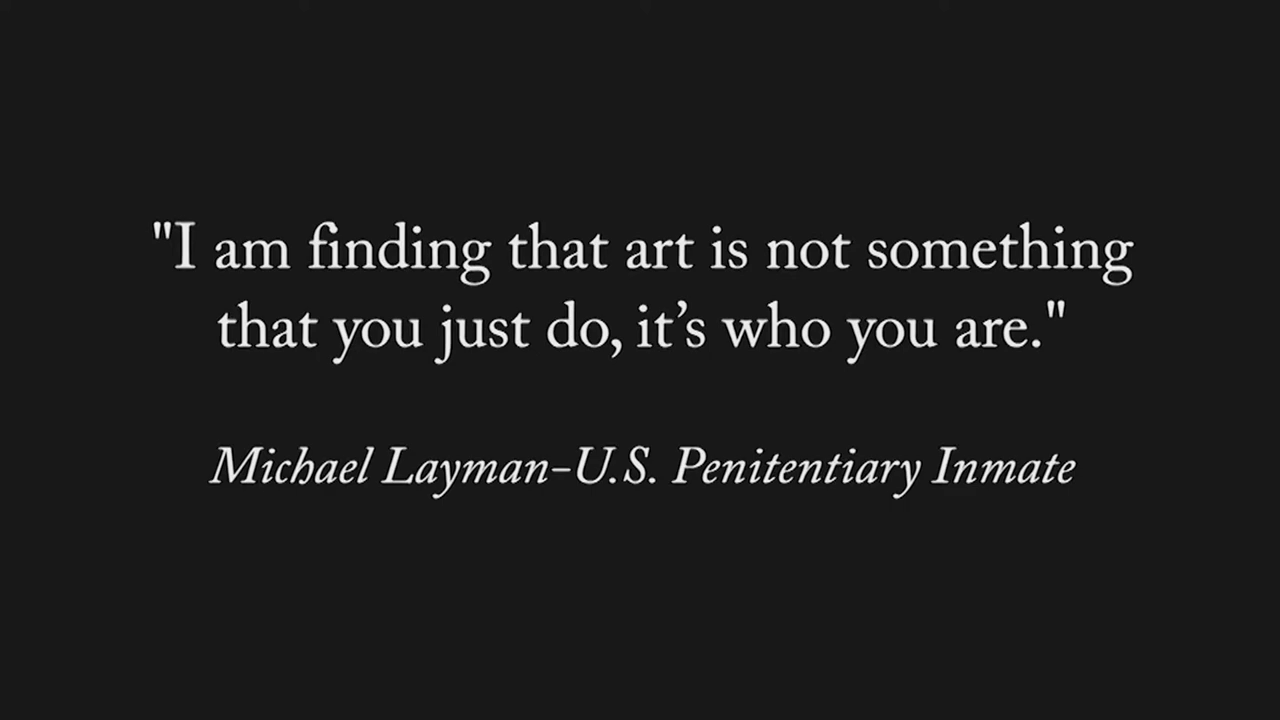 "I am finding that art is not something
that you just do, it’s who you are."
Michael Layman-U.S. Penitentiary Inmate